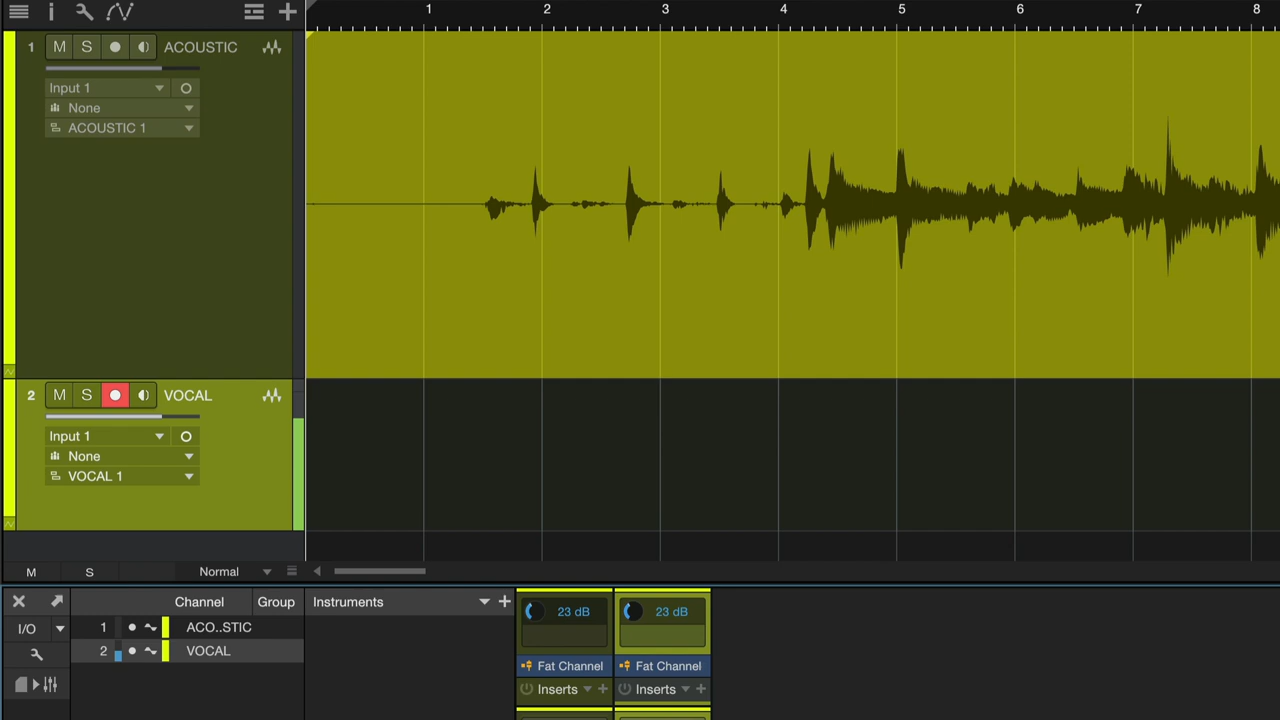 1 2 3 4 5 6 7 8
1 M S ACOUSTIC
Input 1
None
ACOUSTIC 1
2 M S VOCAL
Input 1
None
VOCAL 1
M S Normal
Channel Group Instruments
I/O
1 ACO..STIC
2 VOCAL
23 dB 23 dB
Fat Channel Fat Channel
Inserts Inserts